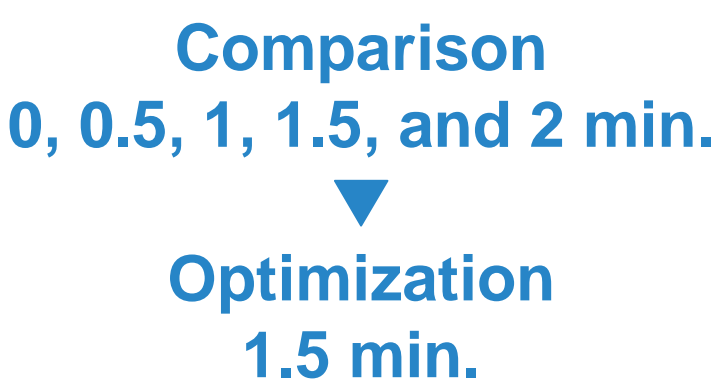 Comparison
0, 0.5, 1, 1.5, and 2 min.
Optimization
1.5 min.